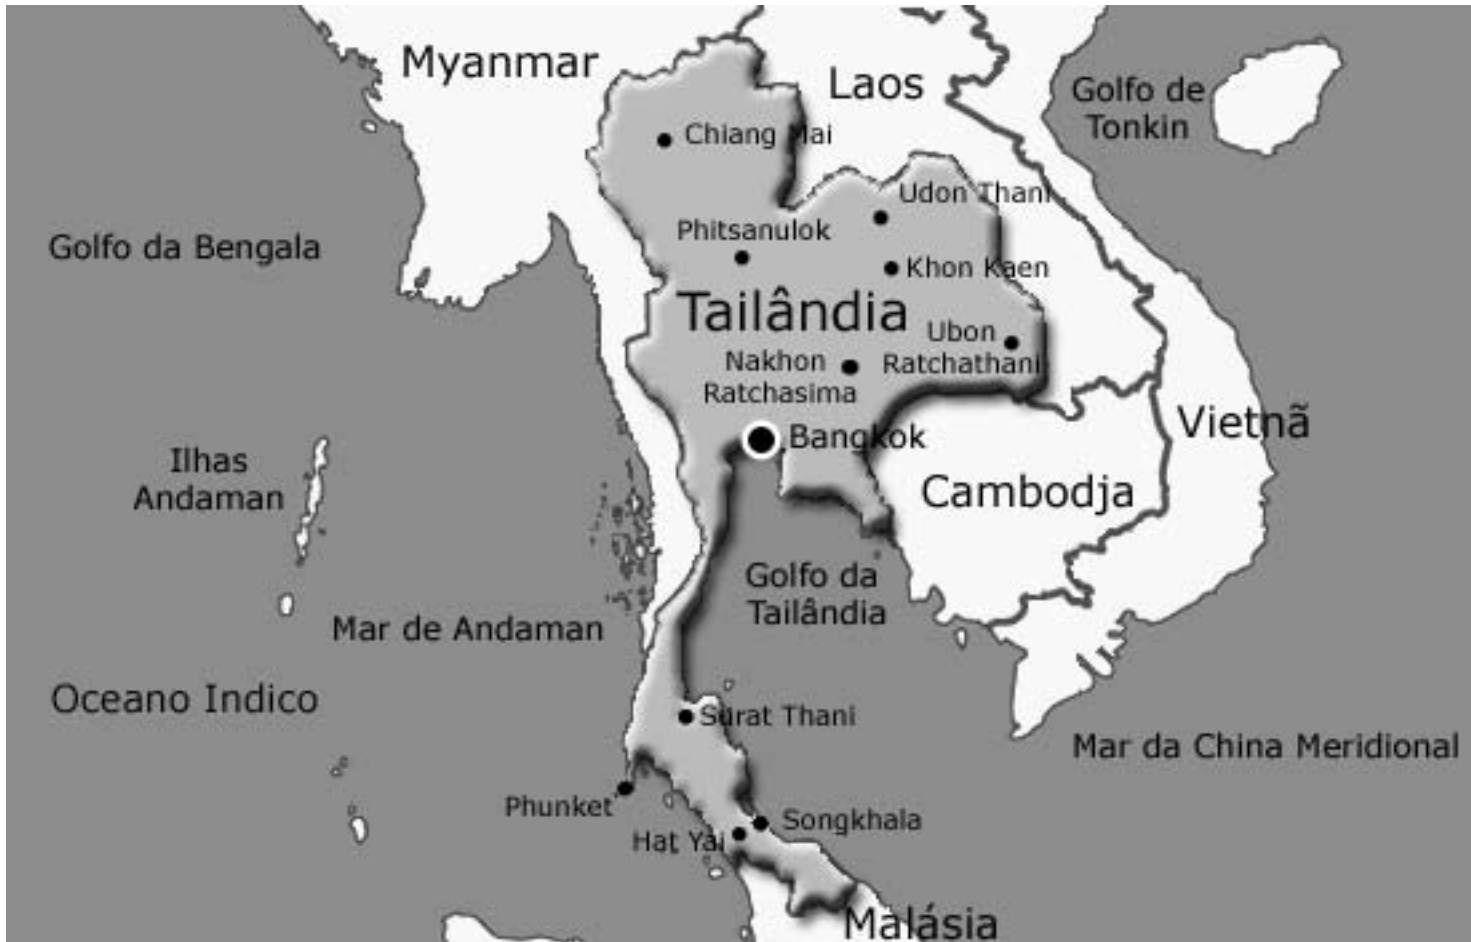 Myanmar
Laos
Golfo de
Tonkin
Chiang Mai
Udon Thani
Phitsanulok
Golfo da Bengala
Khon Kaen
Tailândia
Ubon
Ratchathani
Nakhon
Ratchasima
Vietnã
Bangkok
Ilhas
Andaman
Cambodja
Golfo da
Tailândia
Mar de Andaman
Oceano Indico
Surat Thani
Mar da China Meridional
Phunket
Songkhala
Hat Yai
Malásia